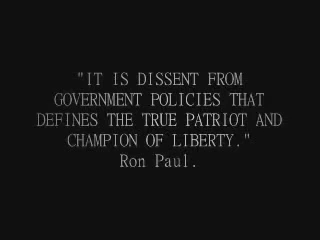 "IT IS DISSENT FROM
GOVERNMENT POLICIES THAT
DEFINES THE TRUE PATRIOT AND
CHAMPION OF LIBERTY."
Ron Paul.